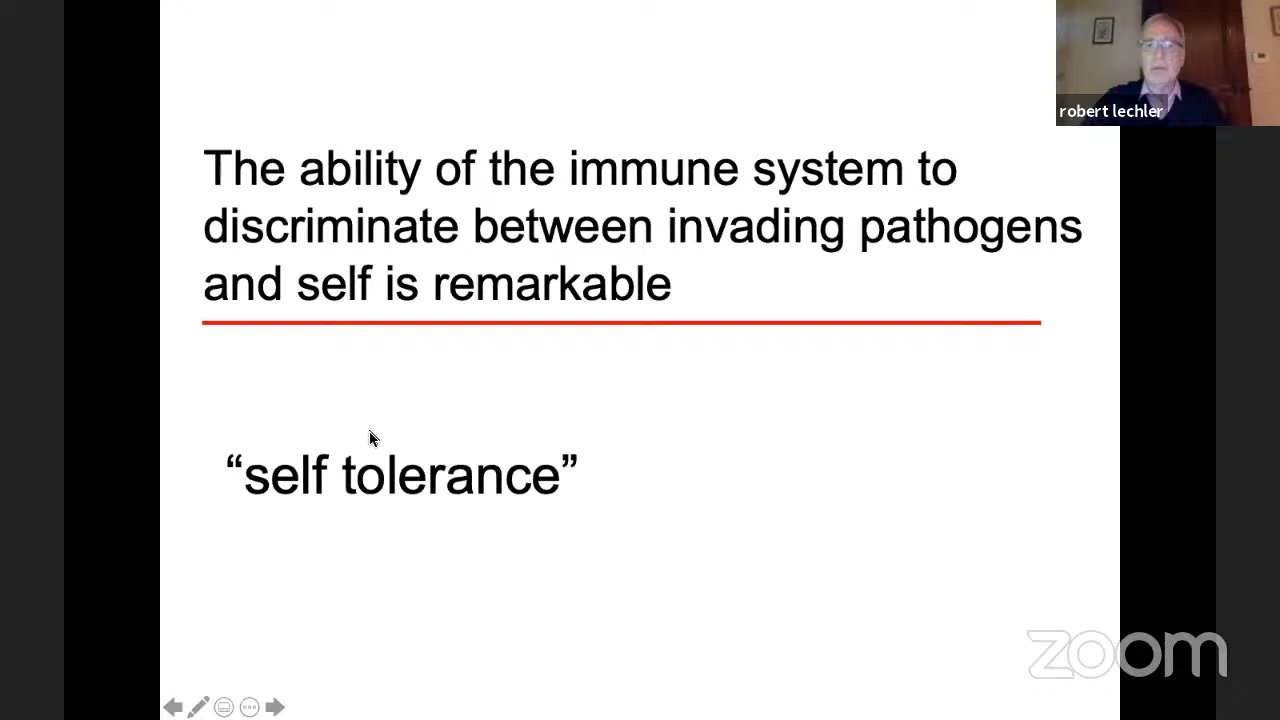 robert lechler
The ability of the immune system to
discriminate between invading pathogens
and self is remarkable
“self tolerance”
zoom